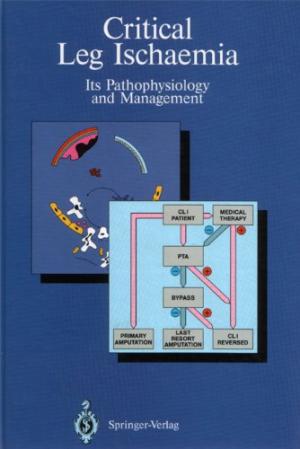 Critical
Leg Ischaemia
Its Pathophysiology
and Management
CLI
PATIENT
MEDICAL
THERAPY
PTA
BYPASS
PRIMARY
AMPUTATION
LAST
RESORT
AMPUTATION
CLI
REVERSED
Springer-Verlag